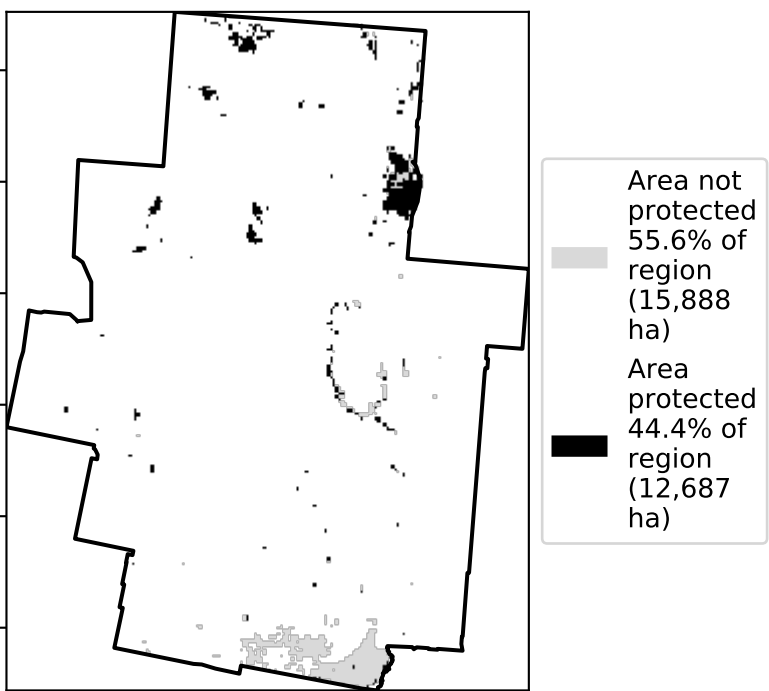 Area not
protected
55.6% of
region
(15,888
ha)
Area
protected
44.4% of
region
(12,687
ha)